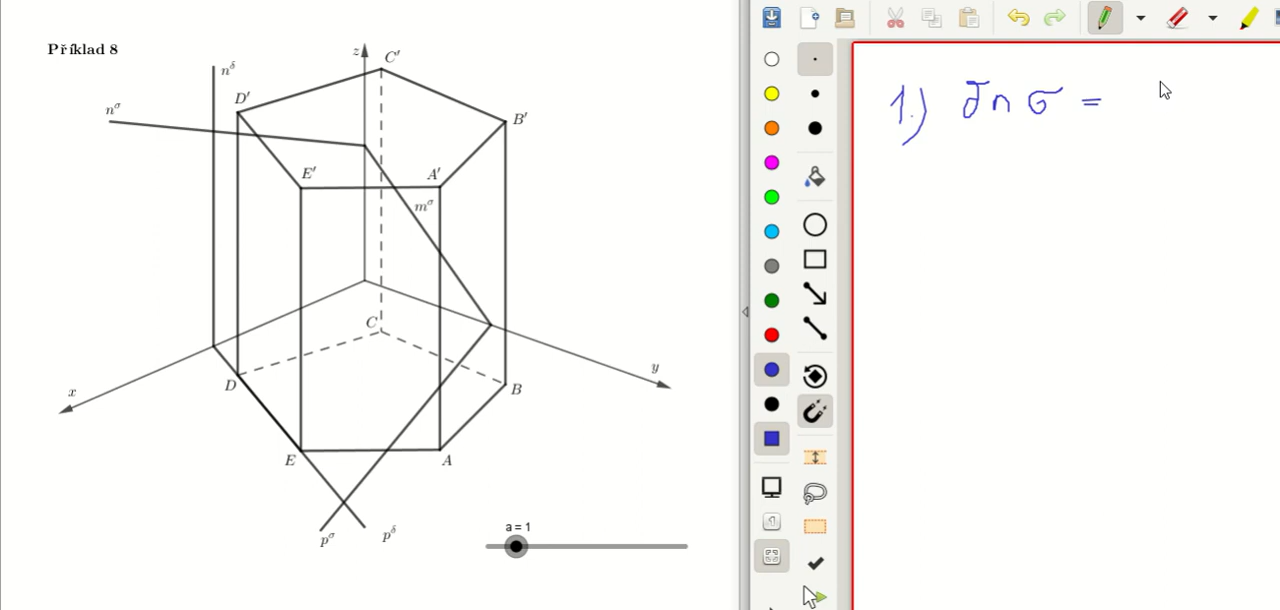 Příklad 8
z
C′
n^δ
D′
n^σ
B′
E′
A′
m^σ
C
y
D
B
x
E
A
p^σ
p^δ
a = 1
1.) δ ∩ σ =